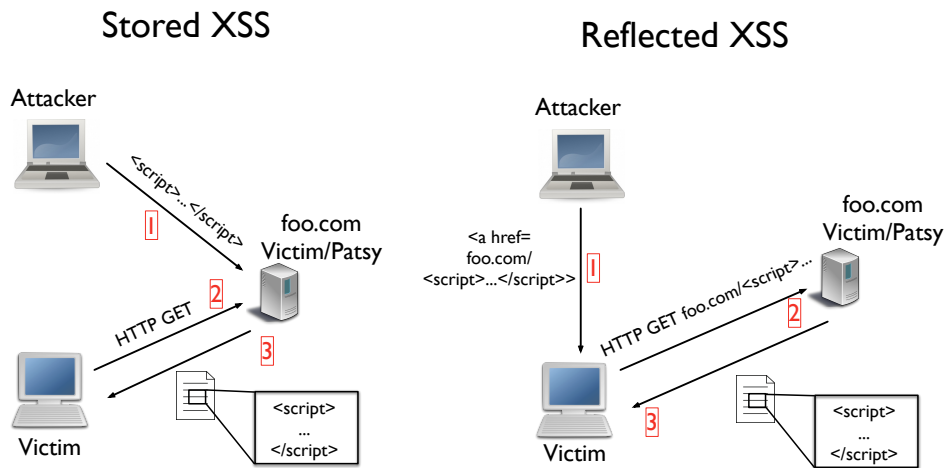 Stored XSS
Attacker
<script>...</script>
1
foo.com
Victim/Patsy
2
HTTP GET
3
Victim
<script>
...
</script>
Reflected XSS
Attacker
<a href=
foo.com/
<script>...</script>>
1
foo.com
Victim/Patsy
HTTP GET foo.com/<script>...
2
3
Victim
<script>
...
</script>